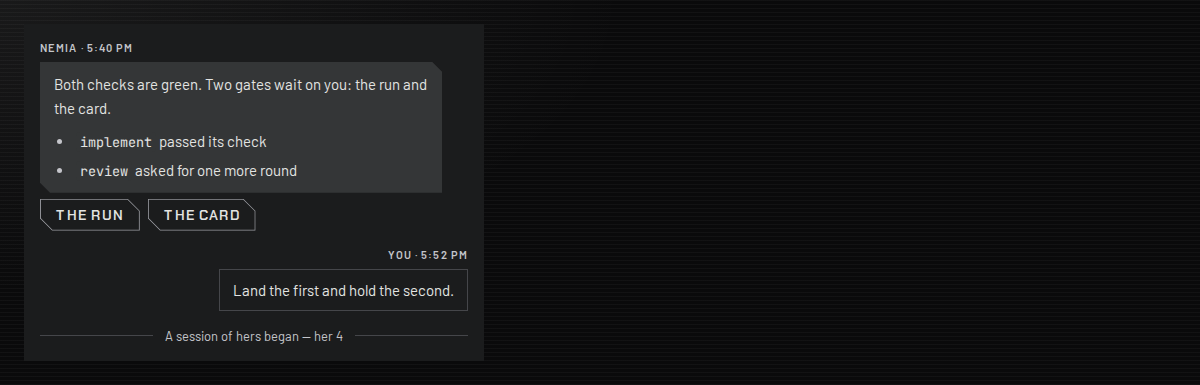 NEMIA · 5:40 PM
Both checks are green. Two gates wait on you: the run and
the card.
• implement passed its check
• review asked for one more round
THE RUN
THE CARD
YOU · 5:52 PM
Land the first and hold the second.
A session of hers began — her 4